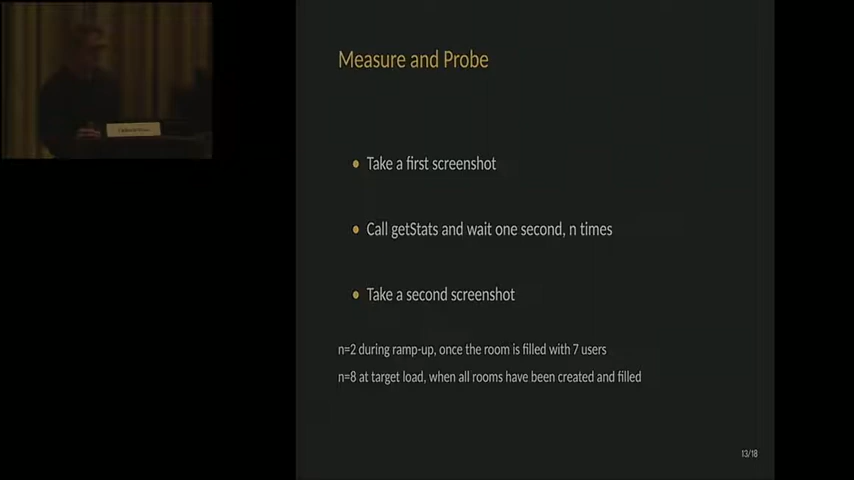 Measure and Probe
• Take a first screenshot
• Call getStats and wait one second, n times
• Take a second screenshot
n=2 during ramp-up, once the room is filled with 7 users
n=8 at target load, when all rooms have been created and filled
13/18